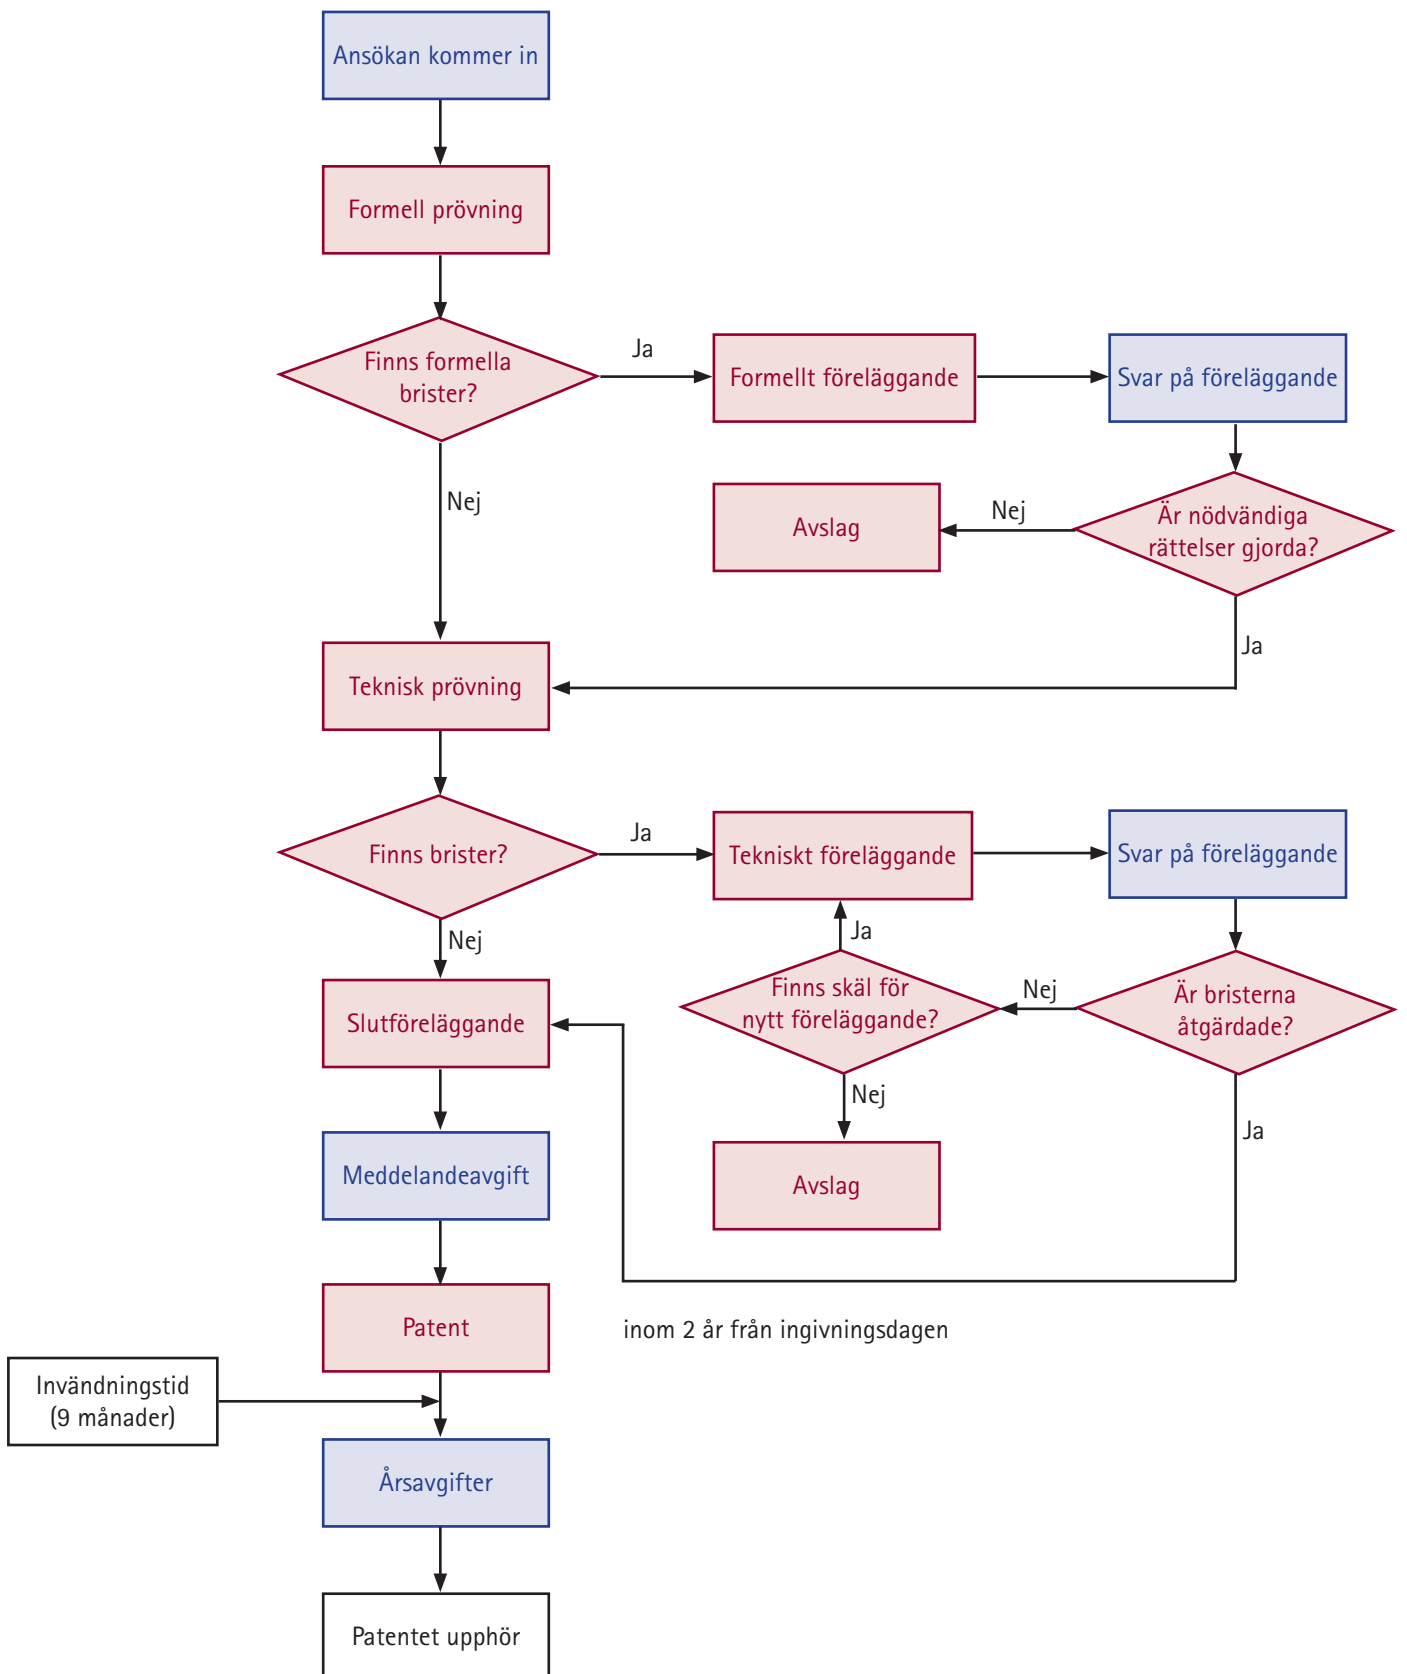 Ansökan kommer in
Formell prövning
Finns formella
brister?
Ja
Formellt föreläggande
Svar på föreläggande
Nej
Avslag
Nej
Är nödvändiga
rättelser gjorda?
Ja
Teknisk prövning
Finns brister?
Ja
Tekniskt föreläggande
Svar på föreläggande
Nej
Ja
Slutföreläggande
Finns skäl för
nytt föreläggande?
Nej
Är bristerna
åtgärdade?
Nej
Ja
Meddelandeavgift
Avslag
Patent
inom 2 år från ingivningsdagen
Invändningstid
(9 månader)
Årsavgifter
Patentet upphör